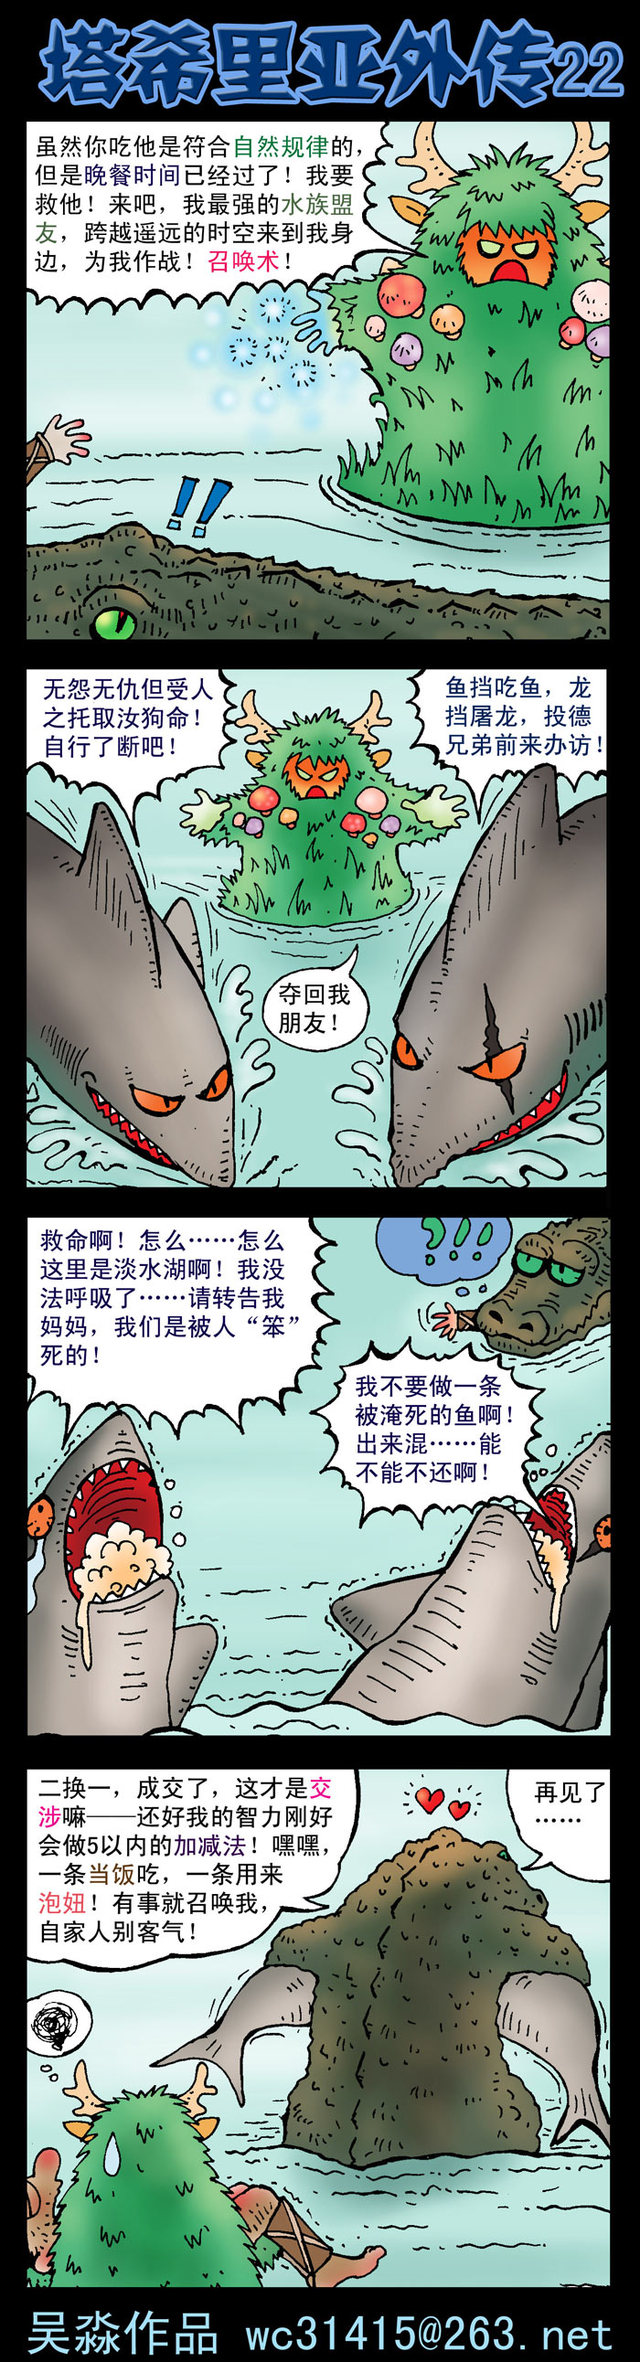 塔希里亚外传22
虽然你吃他是符合自然规律的，
但是晚餐时间已经过了！我要
救他！来吧，我最强的水族盟
友，跨越遥远的时空来到我身
边，为我作战！召唤术！
!!
无怨无仇但受人
之托取汝狗命！
自行了断吧！
鱼挡吃鱼，龙
挡屠龙，投德
兄弟前来办访！
夺回我
朋友！
救命啊！怎么……怎么
这里是淡水湖啊！我没
法呼吸了……请转告我
妈妈，我们是被人“笨”
死的！
?!!
我不要做一条
被淹死的鱼啊！
出来混……能
不能不还啊！
二换一，成交了，这才是交
涉嘛——还好我的智力刚好
会做5以内的加减法！嘿嘿，
一条当饭吃，一条用来
泡妞！有事就召唤我，
自家人别客气！
再见了
……
吴淼作品 wc31415@263.net